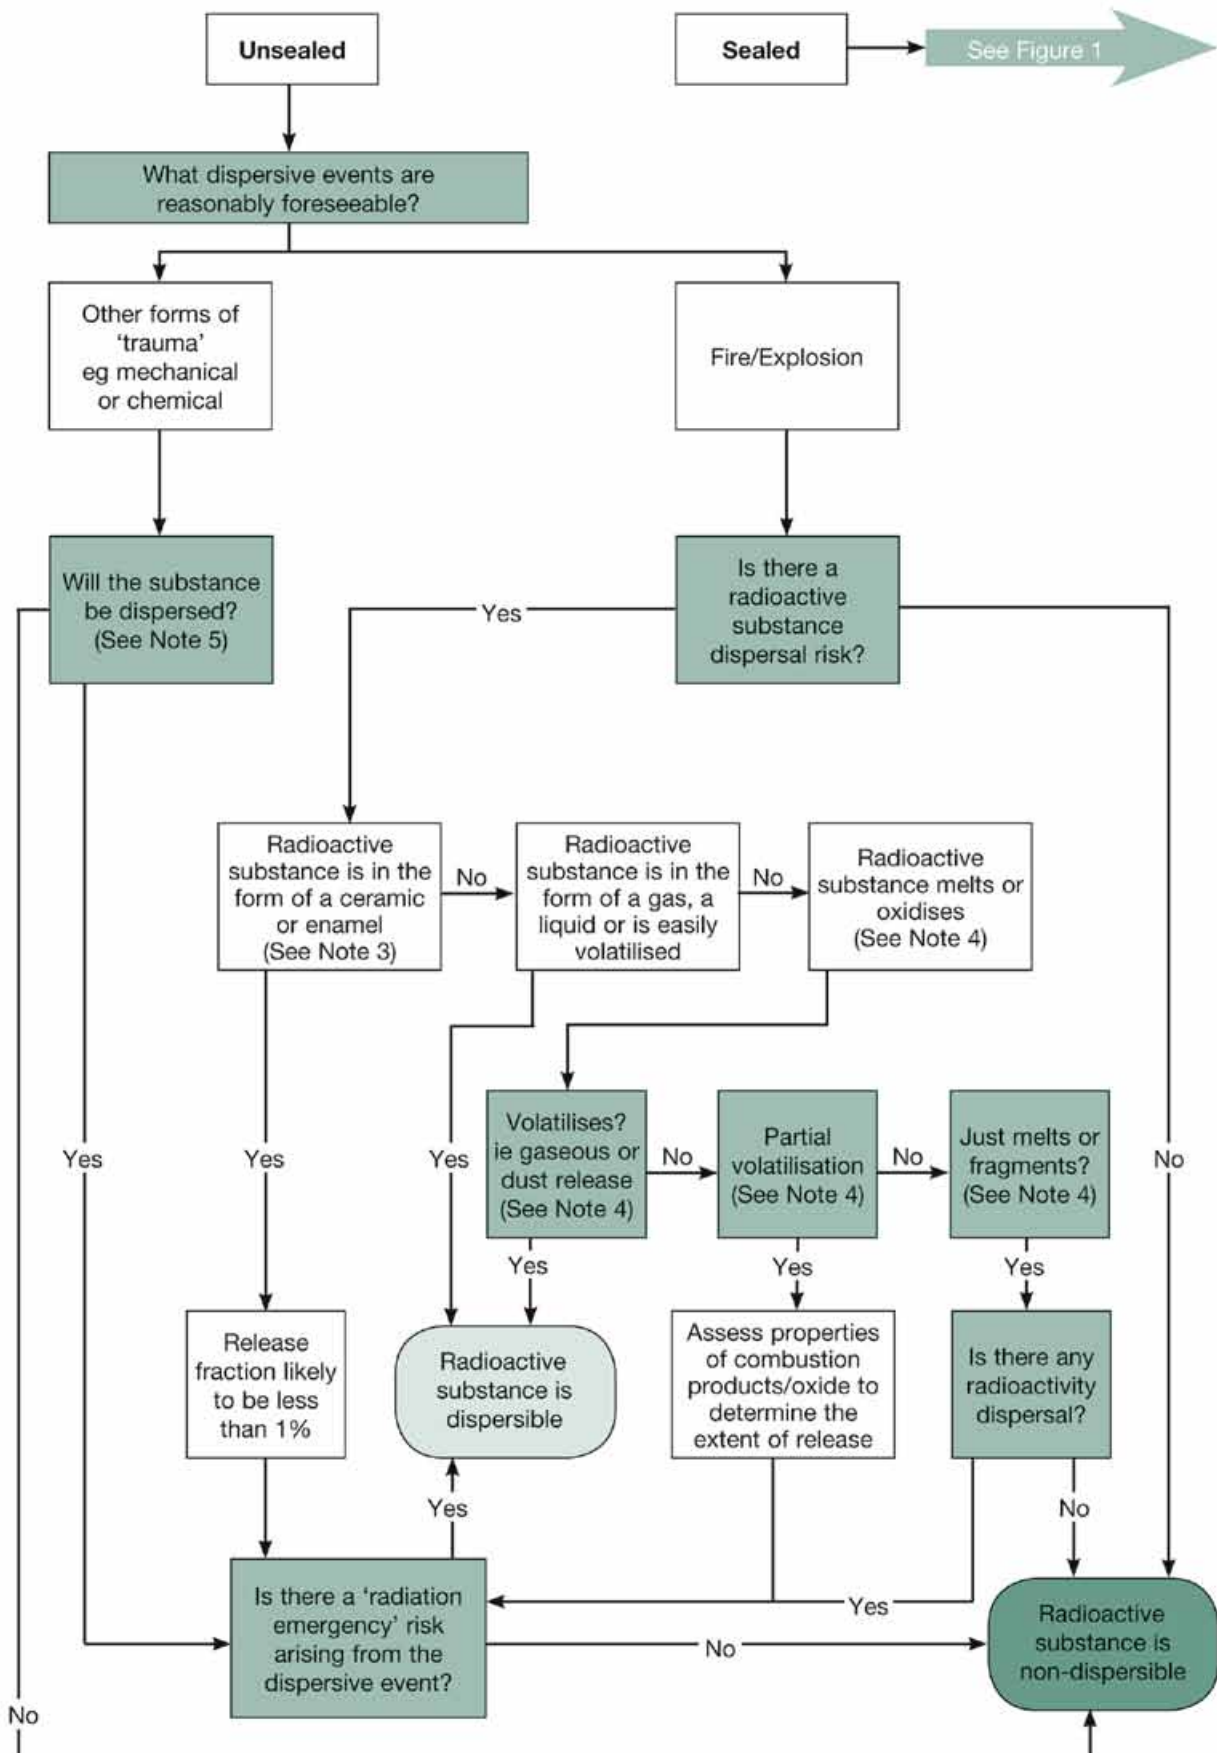 Unsealed
Sealed
See Figure 1
What dispersive events are
reasonably foreseeable?
Other forms of
‘trauma’
eg mechanical
or chemical
Fire/Explosion
Will the substance
be dispersed?
(See Note 5)
Is there a
radioactive
substance
dispersal risk?
Yes
Radioactive
substance is in the
form of a ceramic
or enamel
(See Note 3)
No
Radioactive
substance is in the
form of a gas, a
liquid or is easily
volatilised
No
Radioactive
substance melts or
oxidises
(See Note 4)
Yes
Yes
Yes
Volatilises?
ie gaseous or
dust release
(See Note 4)
No
Partial
volatilisation
(See Note 4)
No
Just melts or
fragments?
(See Note 4)
No
Yes
Yes
Yes
Release
fraction likely
to be less
than 1%
Radioactive
substance is
dispersible
Assess properties
of combustion
products/oxide to
determine the
extent of release
Is there any
radioactivity
dispersal?
Yes
No
Is there a ‘radiation
emergency’ risk
arising from the
dispersive event?
Yes
No
Radioactive
substance is
non-dispersible
No